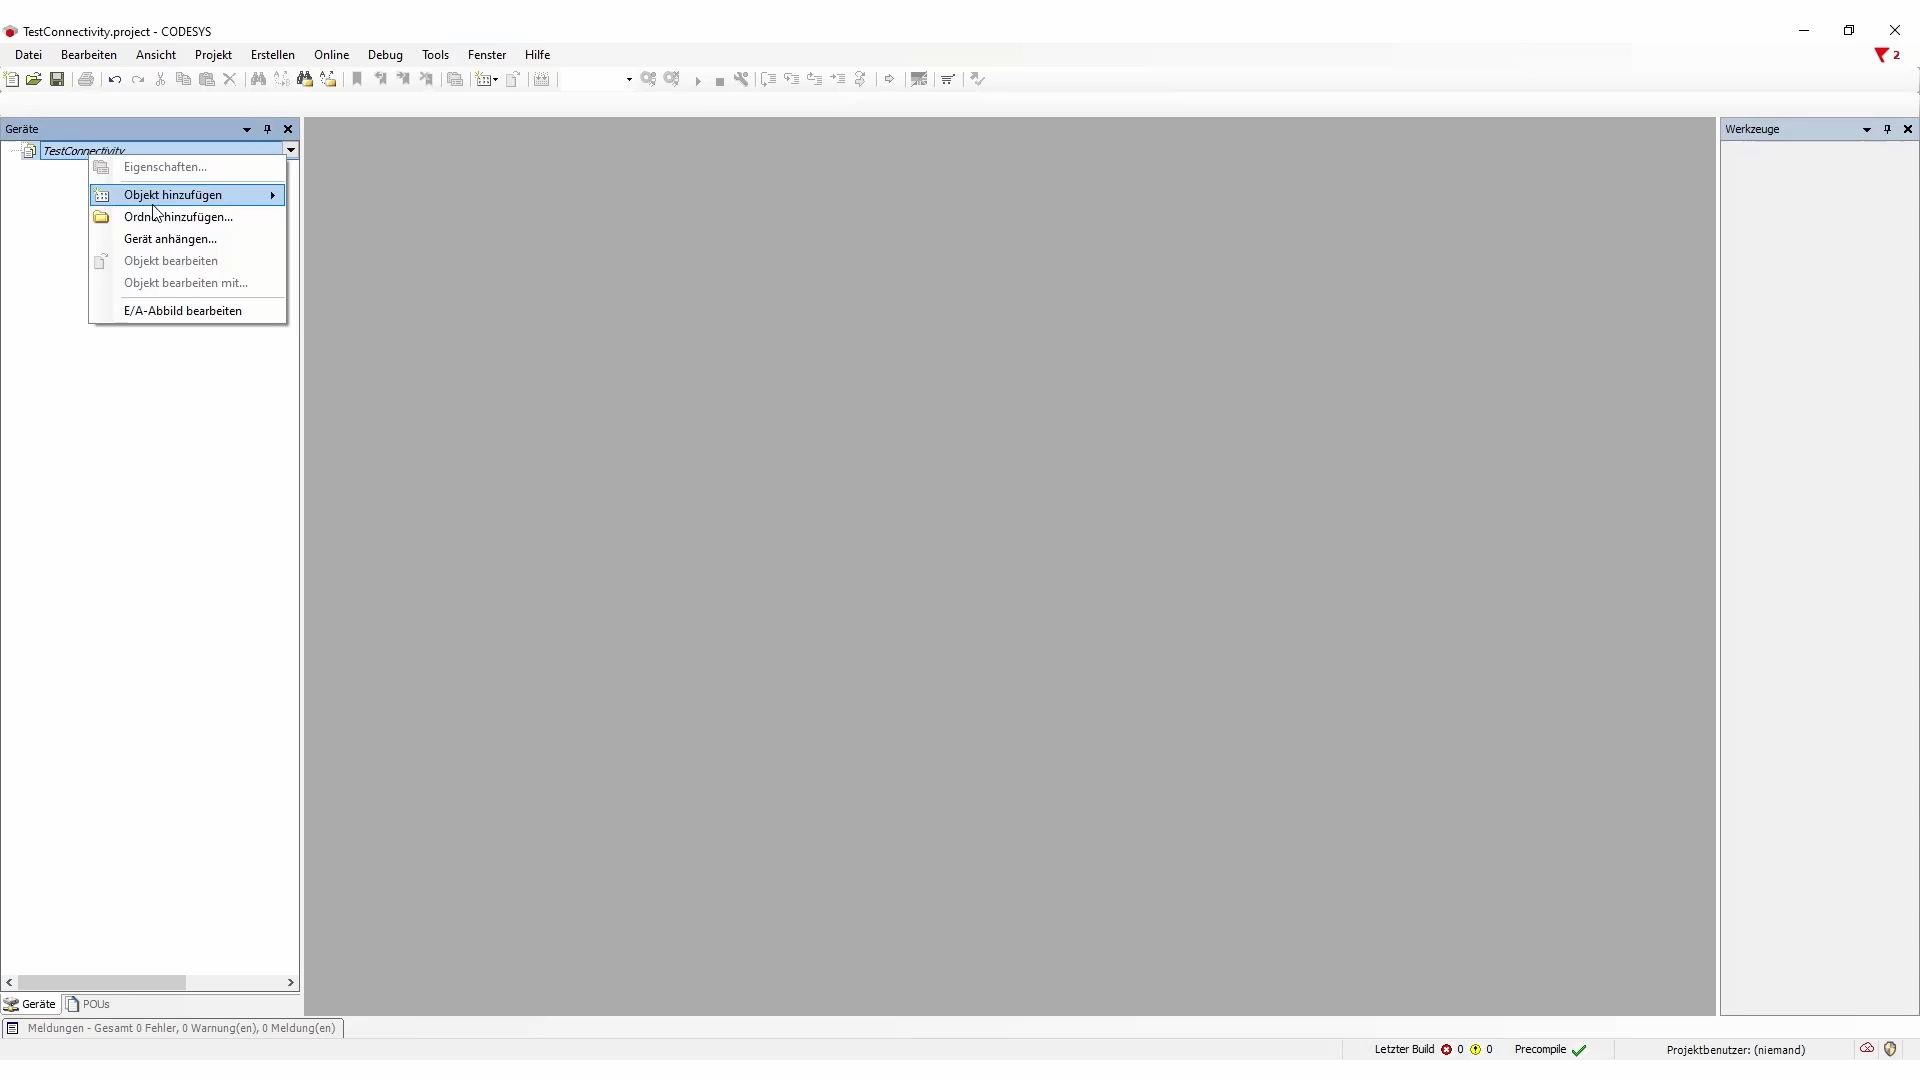 TestConnectivity.project - CODESYS
Datei Bearbeiten Ansicht Projekt Erstellen Online Debug Tools Fenster Hilfe
2
Geräte
Werkzeuge
TestConnectivity
Eigenschaften...
Objekt hinzufügen
Ordner hinzufügen...
Gerät anhängen...
Objekt bearbeiten
Objekt bearbeiten mit...
E/A-Abbild bearbeiten
Geräte POUs
Meldungen - Gesamt 0 Fehler, 0 Warnung(en), 0 Meldung(en)
Letzter Build 0 0 Precompile Projektbenutzer: (niemand)